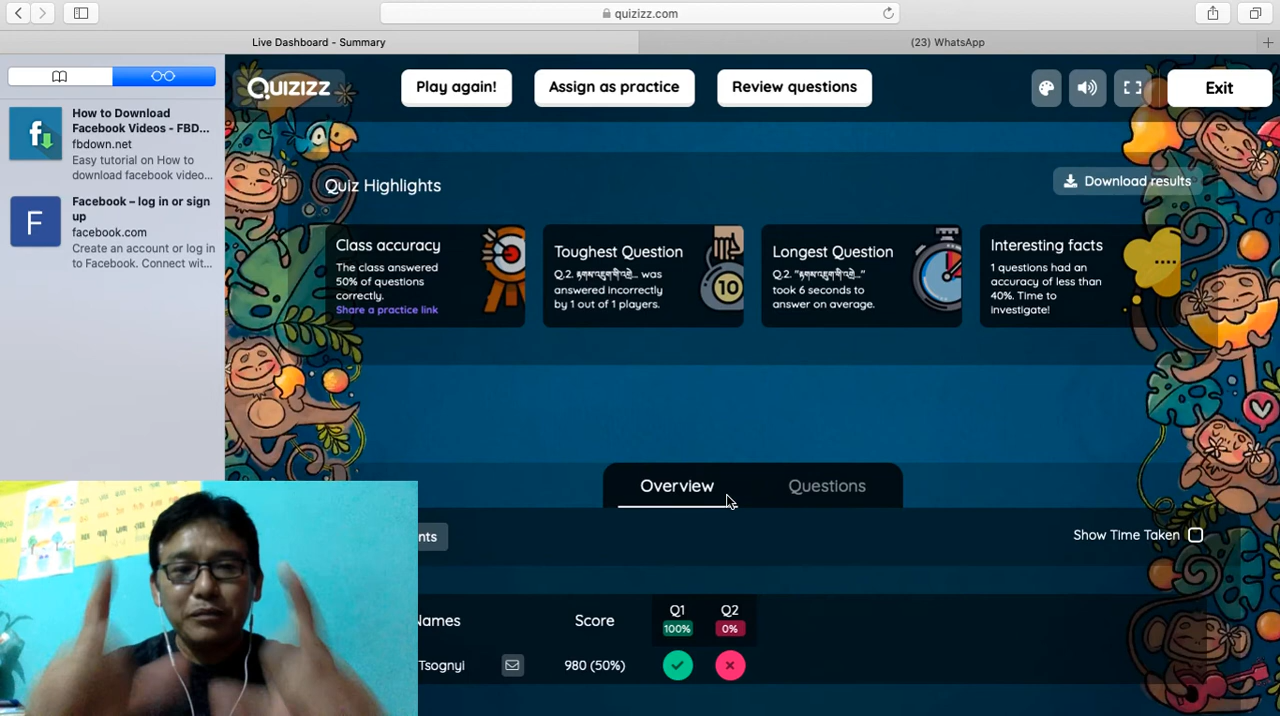 quizizz.com
Live Dashboard - Summary
(23) WhatsApp
How to Download
Facebook Videos - FBD...
fbdown.net
Easy tutorial on How to
download facebook video...
F
Facebook – log in or sign
up
facebook.com
Create an account or log in
to Facebook. Connect wit...
QUIZIZZ
Play again!
Assign as practice
Review questions
Exit
Quiz Highlights
Download results
Class accuracy
The class answered
50% of questions
correctly.
Share a practice link
Toughest Question
Q.2. ... was
answered incorrectly
by 1 out of 1 players.
10
Longest Question
Q.2. “...”
took 6 seconds to
answer on average.
Interesting facts
1 questions had an
accuracy of less than
40%. Time to
investigate!
Overview
Questions
nts
Show Time Taken
Names
Score
Q1
Q2
100%
0%
Tsognyi
980 (50%)